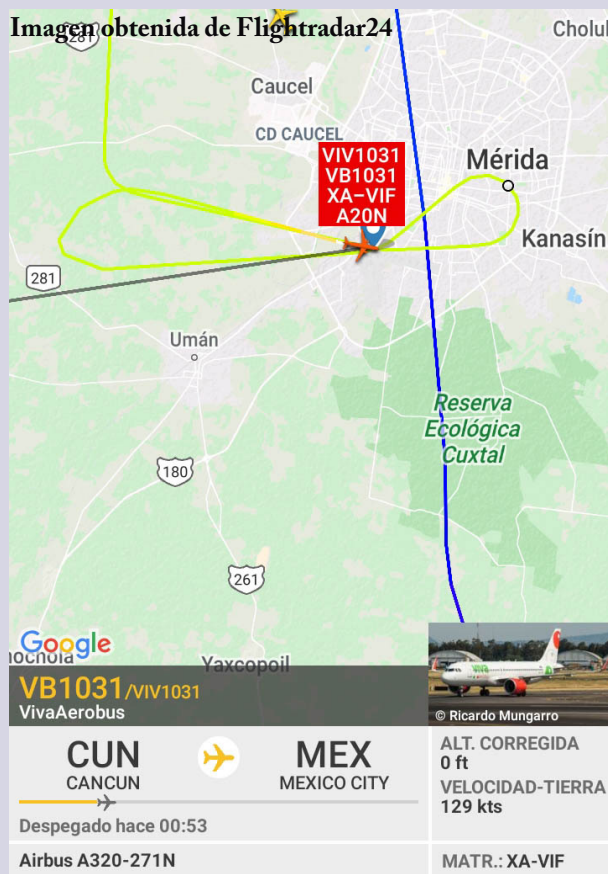 Imagen obtenida de Flightradar24
281
Cholul
Caucel
CD CAUCEL
VIV1031
VB1031
XA-VIF
A20N
Mérida
Kanasín
281
Umán
Reserva
Ecológica
Cuxtal
180
261
Google
Yaxcopoil
VB1031/VIV1031
VivaAerobus
© Ricardo Mungarro
CUN
MEX
CANCUN
MEXICO CITY
Despegado hace 00:53
ALT. CORREGIDA
0 ft
VELOCIDAD-TIERRA
129 kts
Airbus A320-271N
MATR.: XA-VIF